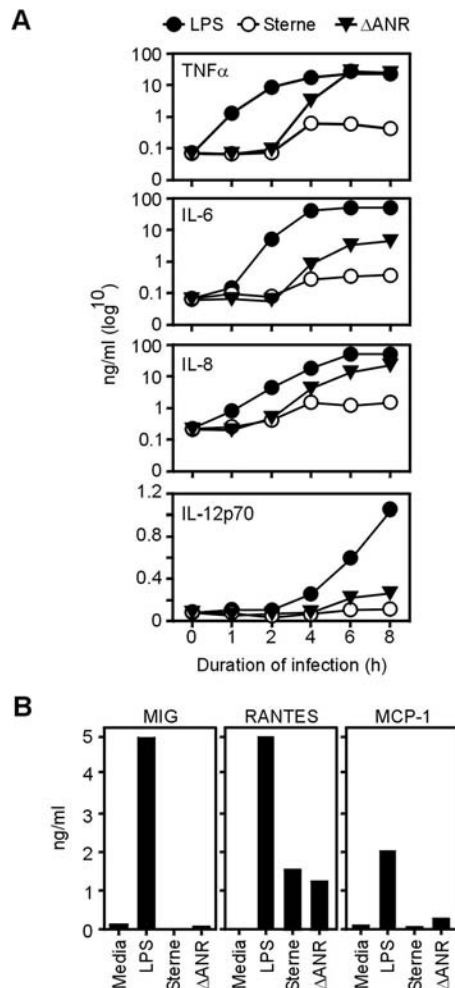 A
LPS Sterne ΔANR
TNFα
100
10
1
0.1
0
IL-6
100
10
1
0.1
0
ng/ml (log10)
IL-8
100
10
1
0.1
0
IL-12p70
1.2
0.8
0.4
0
0 1 2 4 6 8
Duration of infection (h)
B
MIG RANTES MCP-1
5
4
3
2
1
0
ng/ml
Media LPS Sterne ΔANR Media LPS Sterne ΔANR Media LPS Sterne ΔANR